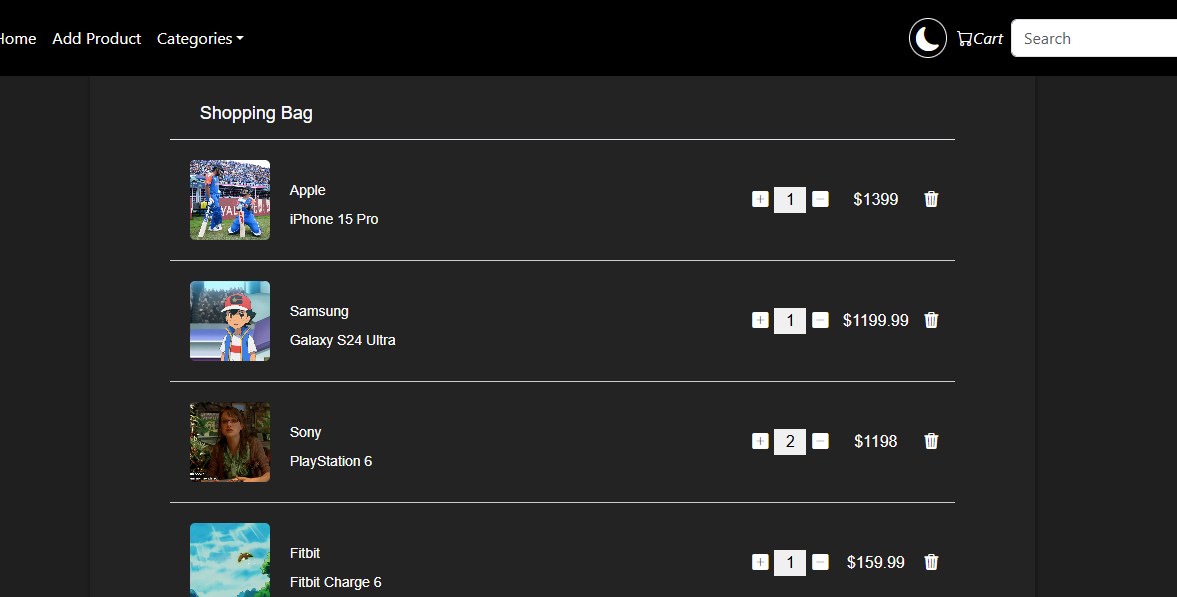 Home Add Product Categories Cart Search
Shopping Bag
Apple
iPhone 15 Pro
+ 1 − $1399
Samsung
Galaxy S24 Ultra
+ 1 − $1199.99
Sony
PlayStation 6
+ 2 − $1198
Fitbit
Fitbit Charge 6
+ 1 − $159.99